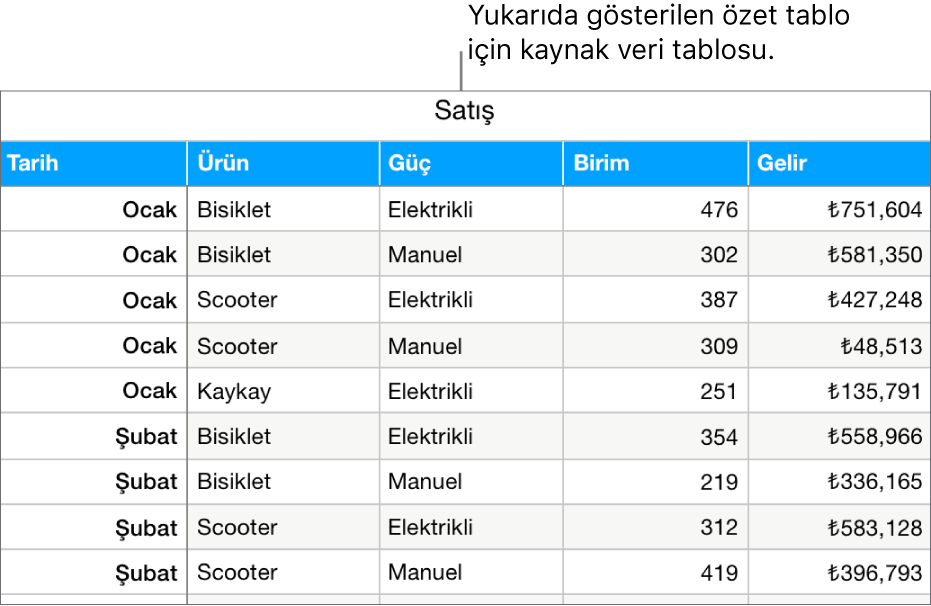 Yukarıda gösterilen özet tablo
için kaynak veri tablosu.
Satış
Tarih Ürün Güç Birim Gelir
Ocak Bisiklet Elektrikli 476 ₺751,604
Ocak Bisiklet Manuel 302 ₺581,350
Ocak Scooter Elektrikli 387 ₺427,248
Ocak Scooter Manuel 309 ₺48,513
Ocak Kaykay Elektrikli 251 ₺135,791
Şubat Bisiklet Elektrikli 354 ₺558,966
Şubat Bisiklet Manuel 219 ₺336,165
Şubat Scooter Elektrikli 312 ₺583,128
Şubat Scooter Manuel 419 ₺396,793